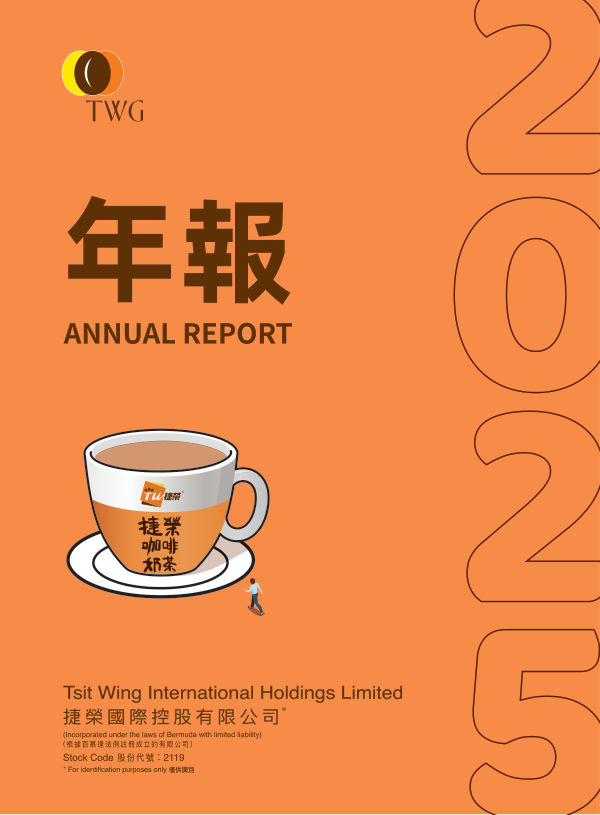 TWG
2025
年報
ANNUAL REPORT
TW捷榮
捷榮
咖啡
奶茶
Tsit Wing International Holdings Limited
捷榮國際控股有限公司*
(Incorporated under the laws of Bermuda with limited liability)
(根據百慕達法例註冊成立的有限公司)
Stock Code 股份代號：2119
* For identification purposes only 僅供識別